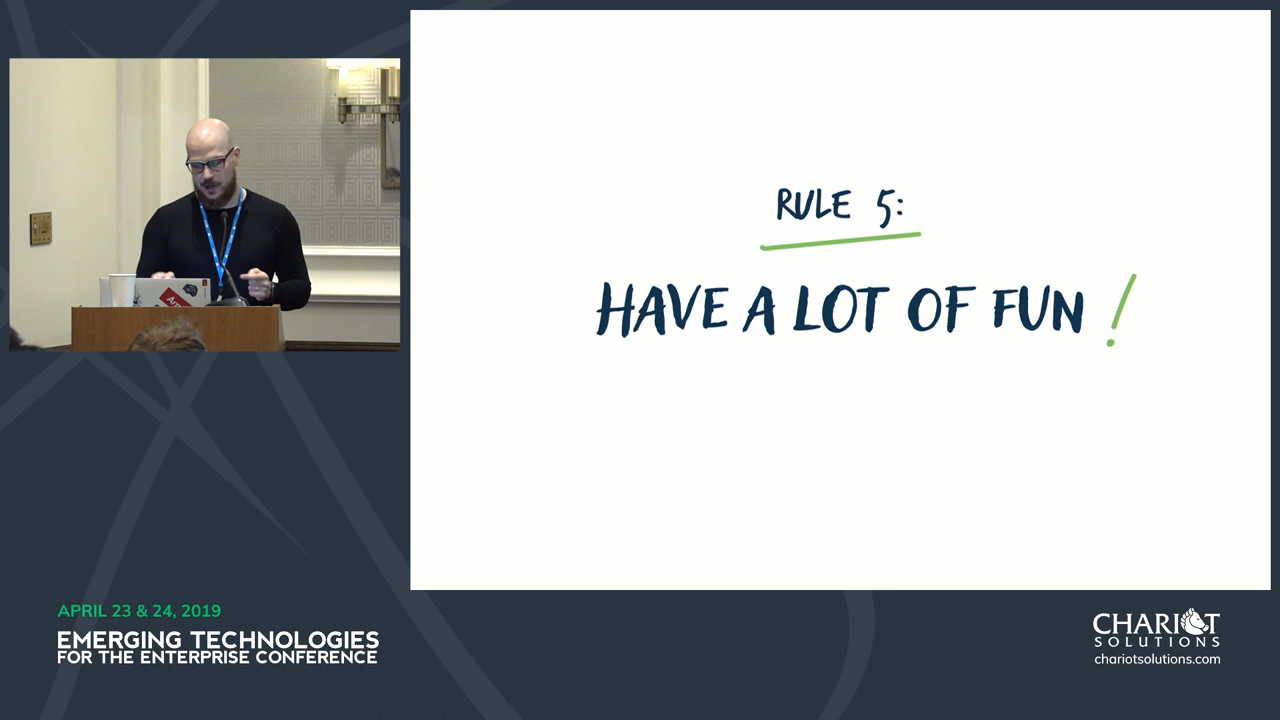 RULE 5:
HAVE A LOT OF FUN !
APRIL 23 & 24, 2019
EMERGING TECHNOLOGIES
FOR THE ENTERPRISE CONFERENCE
CHARIOT
SOLUTIONS
chariotsolutions.com